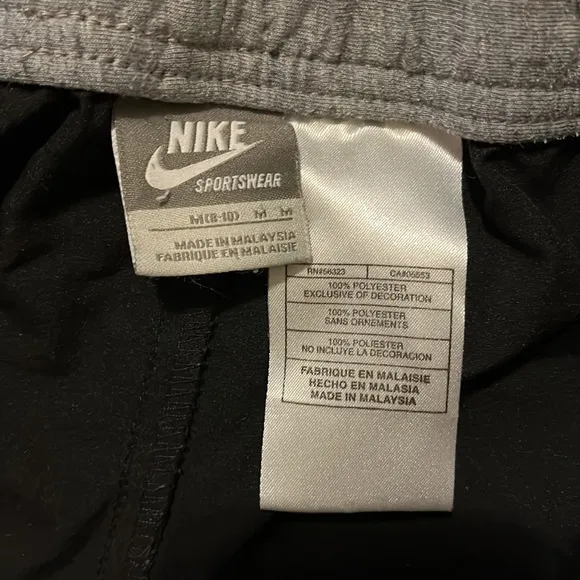 NIKE
SPORTSWEAR
M(8-10) M M
MADE IN MALAYSIA
FABRIQUE EN MALAISIE
RN#56323 CA#05553
100% POLYESTER
EXCLUSIVE OF DECORATION
100% POLYESTER
SANS ORNEMENTS
100% POLIESTER
NO INCLUYE LA DECORACION
FABRIQUE EN MALAISIE
HECHO EN MALASIA
MADE IN MALAYSIA